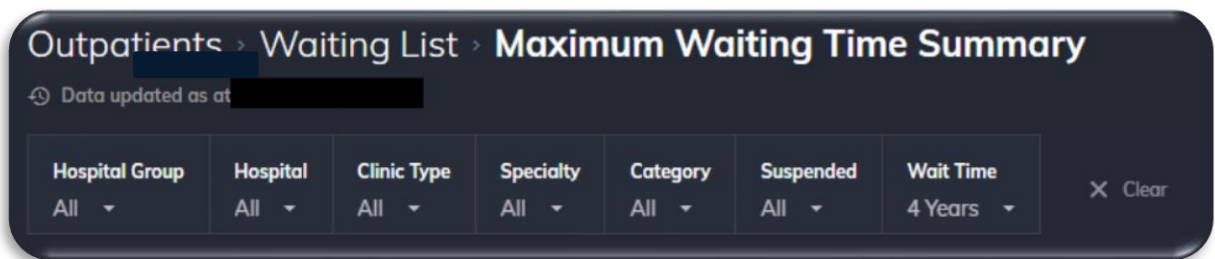 Outpatients › Waiting List › Maximum Waiting Time Summary
Data updated as at
Hospital Group Hospital Clinic Type Specialty Category Suspended Wait Time
All All All All All All 4 Years Clear